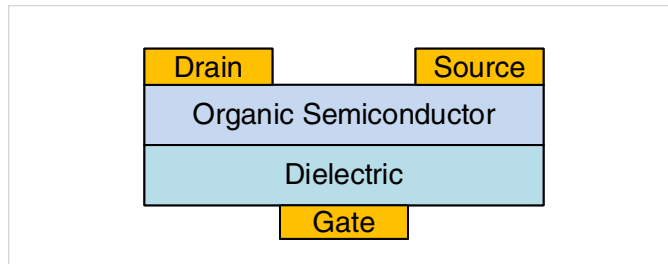 Drain
Source
Organic Semiconductor
Dielectric
Gate